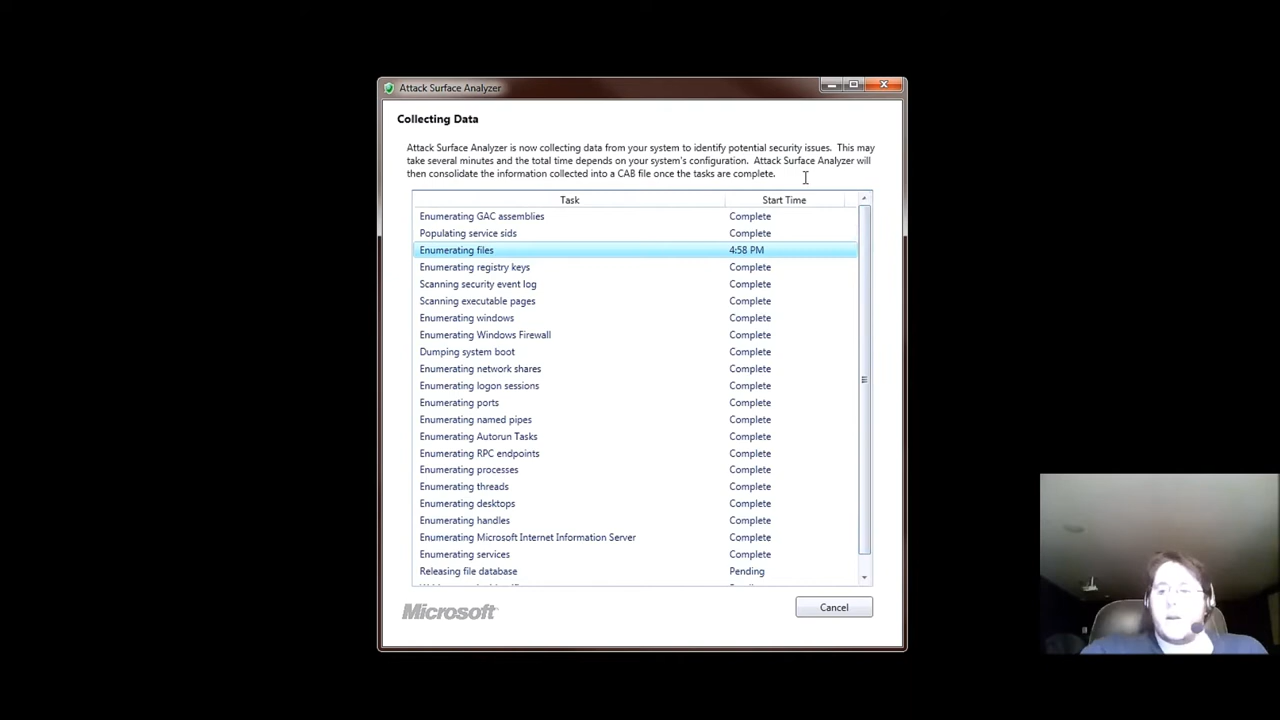 Attack Surface Analyzer
Collecting Data
Attack Surface Analyzer is now collecting data from your system to identify potential security issues. This may
take several minutes and the total time depends on your system's configuration. Attack Surface Analyzer will
then consolidate the information collected into a CAB file once the tasks are complete.
Task Start Time
Enumerating GAC assemblies Complete
Populating service sids Complete
Enumerating files 4:58 PM
Enumerating registry keys Complete
Scanning security event log Complete
Scanning executable pages Complete
Enumerating windows Complete
Enumerating Windows Firewall Complete
Dumping system boot Complete
Enumerating network shares Complete
Enumerating logon sessions Complete
Enumerating ports Complete
Enumerating named pipes Complete
Enumerating Autorun Tasks Complete
Enumerating RPC endpoints Complete
Enumerating processes Complete
Enumerating threads Complete
Enumerating desktops Complete
Enumerating handles Complete
Enumerating Microsoft Internet Information Server Complete
Enumerating services Complete
Releasing file database Pending
Microsoft
Cancel